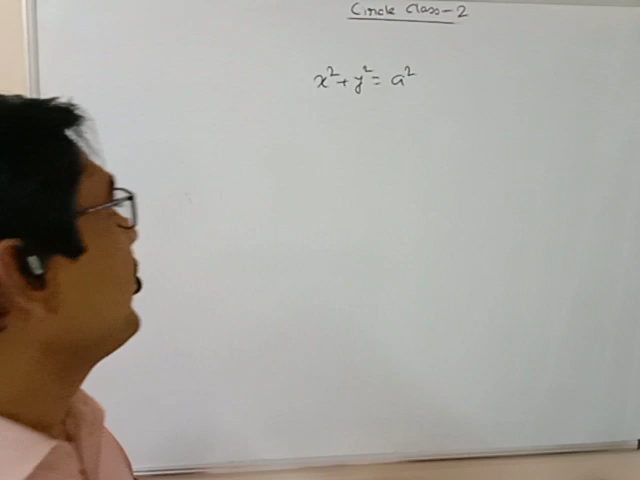 Circle Class-2
x² + y² = a²